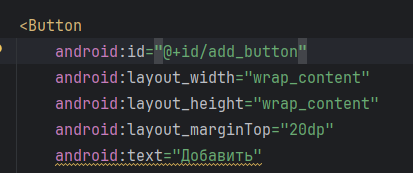 <Button
android:id="@+id/add_button"
android:layout_width="wrap_content"
android:layout_height="wrap_content"
android:layout_marginTop="20dp"
android:text="Добавить"